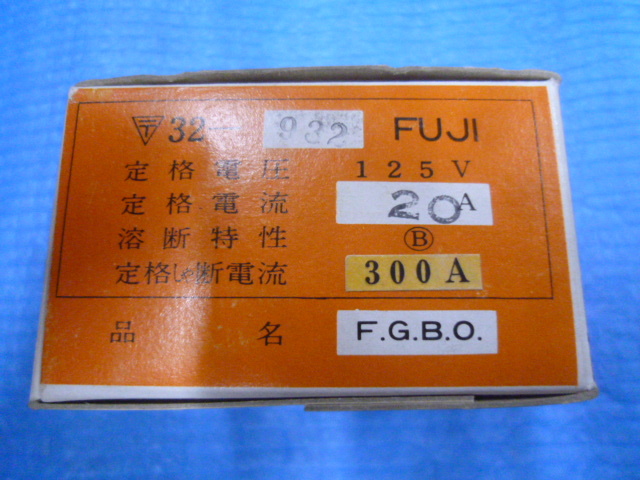 〒32-932 FUJI
定格電圧 125V
定格電流 20A
溶断特性 Ⓑ
定格しゃ断電流 300A
品名 F.G.B.O.